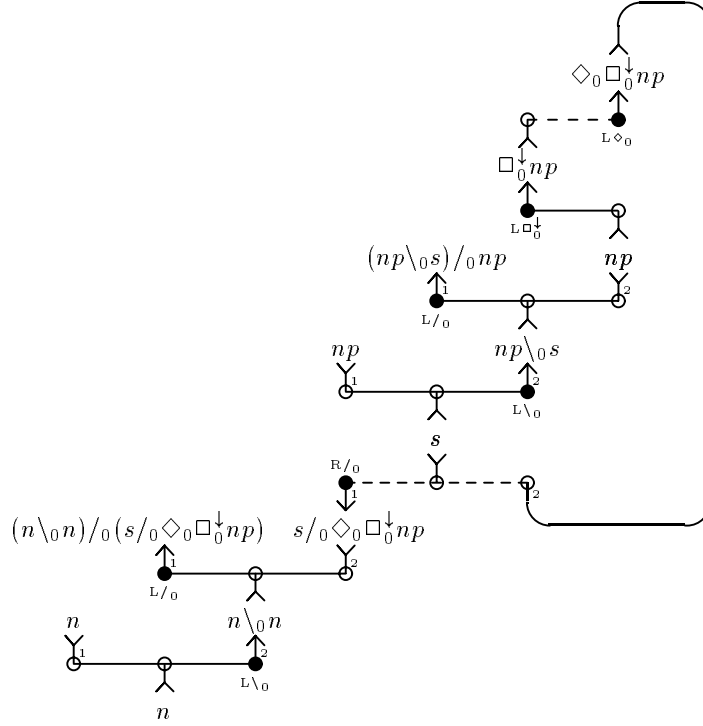 ◇₀□₀↓np
L◇₀
□₀↓np
L□₀↓
(np\₀s)/₀np
np
1
2
L/₀
np
np\₀s
1
2
L\₀
s
R/₀
1
2
(n\₀n)/₀(s/₀◇₀□₀↓np)
s/₀◇₀□₀↓np
1
2
L/₀
n
n\₀n
1
2
L\₀
n